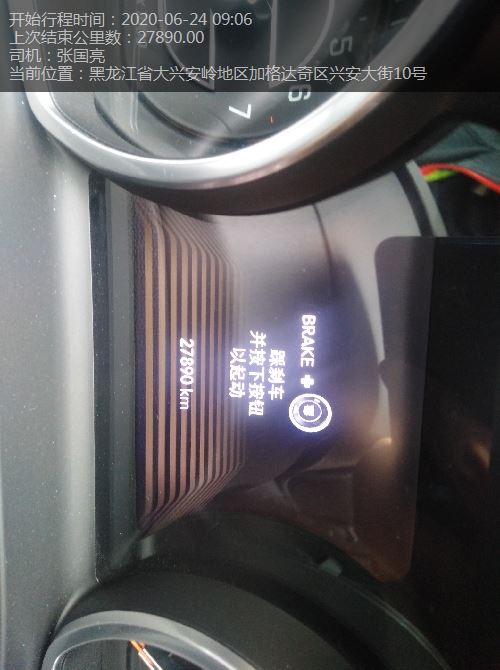 开始行程时间：2020-06-24 09:06
上次结束公里数：27890.00
司机：张国亮
当前位置：黑龙江省大兴安岭地区加格达奇区兴安大街10号
5
6
7
BRAKE +
踩刹车
并按下按钮
以起动
27890 km